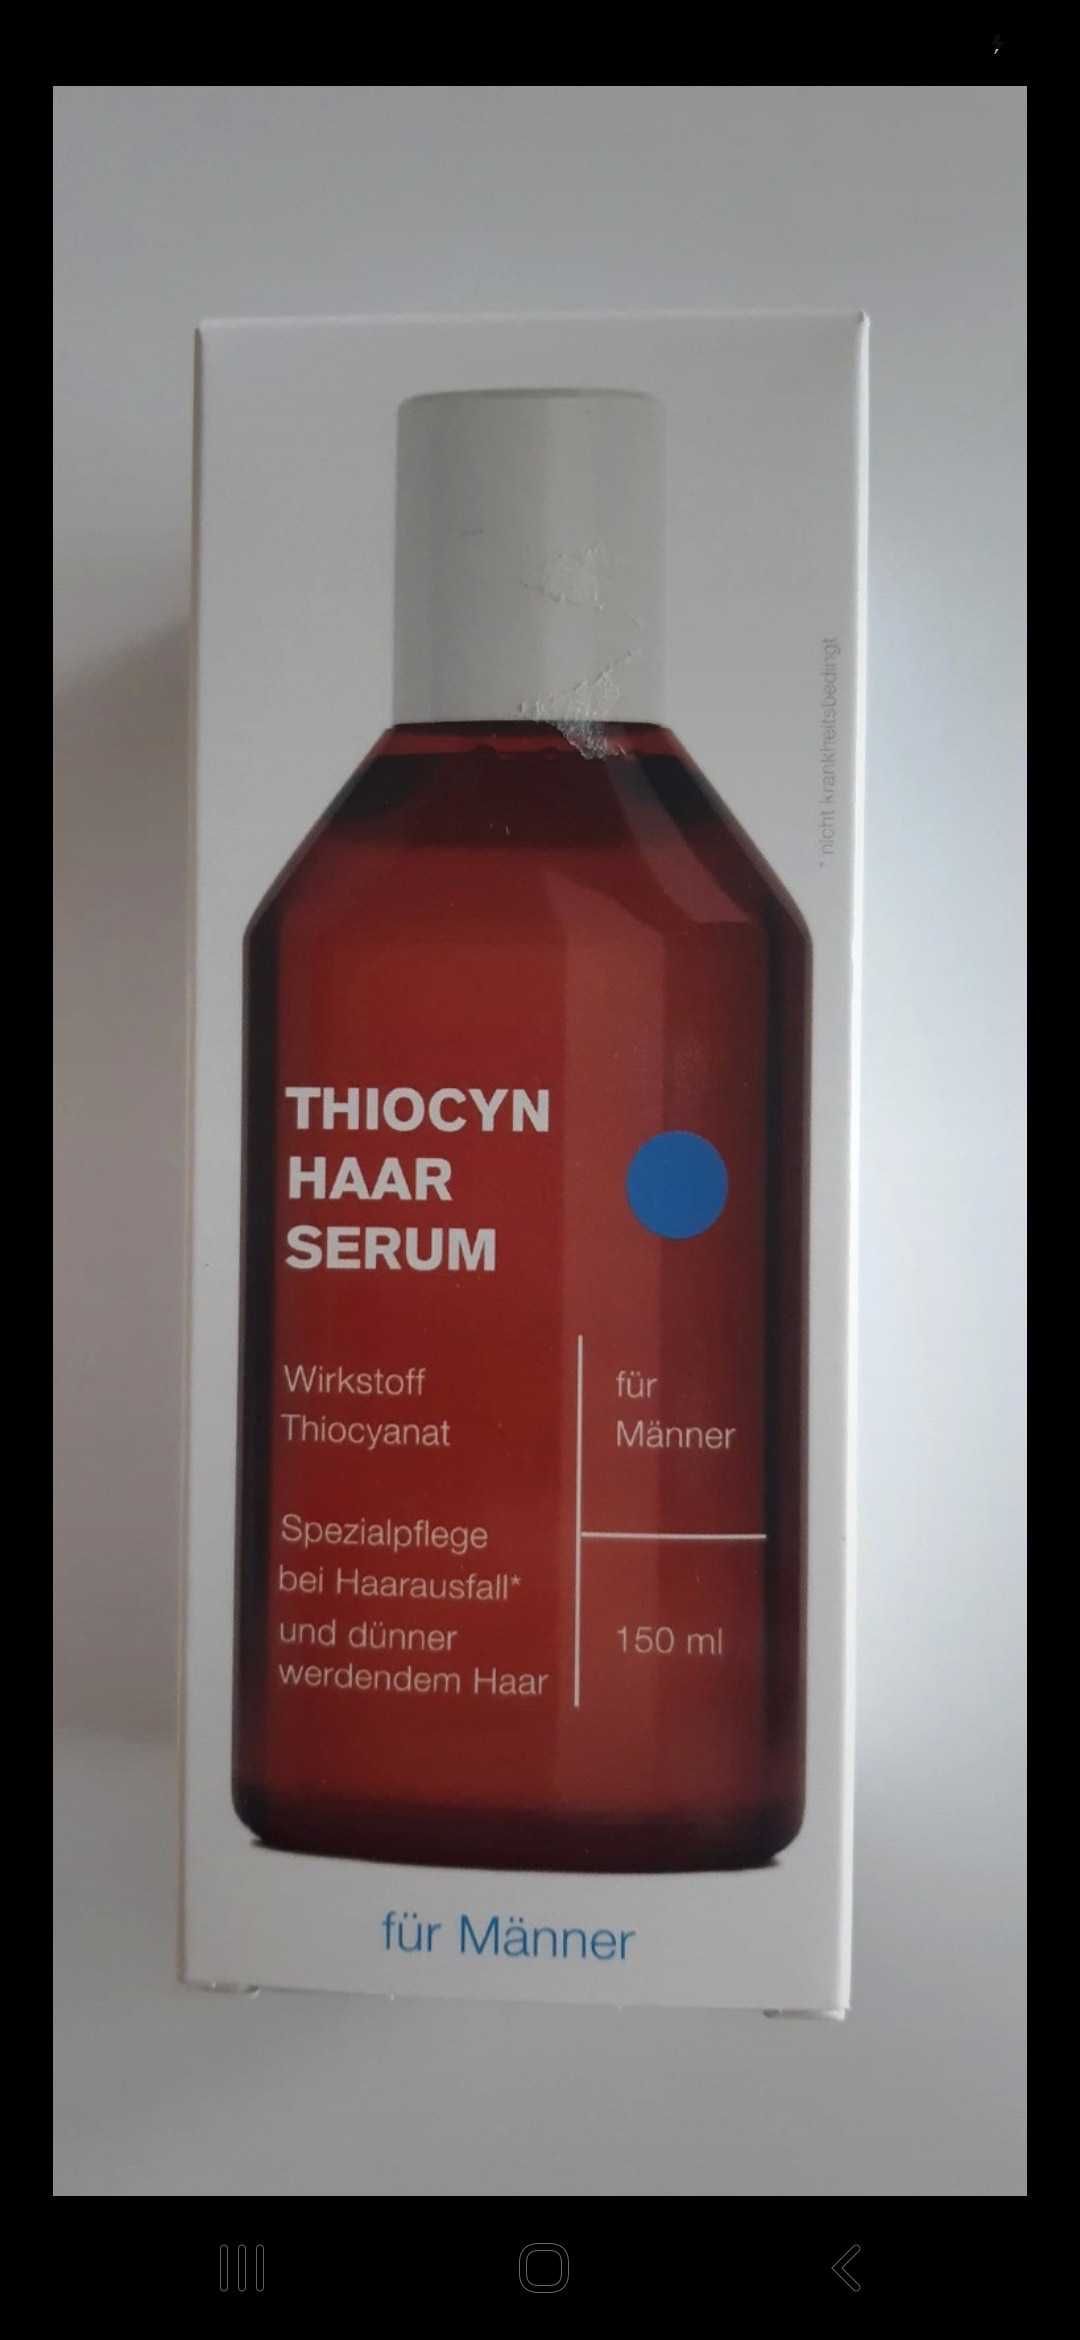 THIOCYN
HAAR
SERUM
Wirkstoff
Thiocyanat
Spezialpflege
bei Haarausfall*
und dünner
werdendem Haar
für
Männer
150 ml
* nicht krankheitsbedingt
für Männer